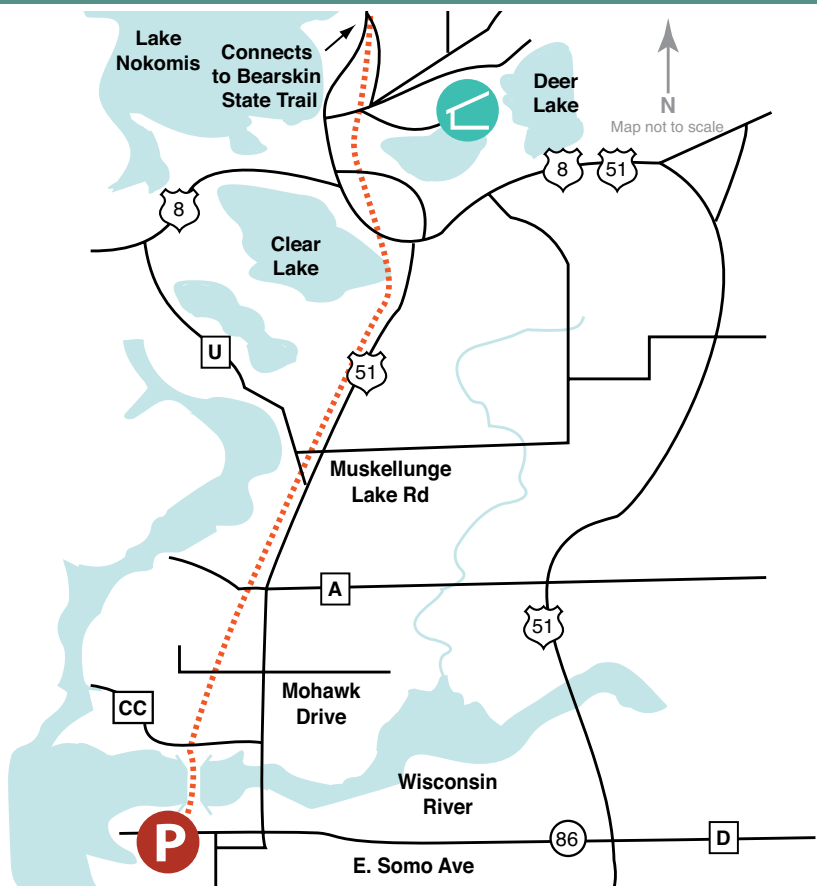 Lake
Nokomis
Connects
to Bearskin
State Trail
Deer
Lake
N
Map not to scale
8
51
8
Clear
Lake
U
51
Muskellunge
Lake Rd
A
51
Mohawk
Drive
CC
Wisconsin
River
P
86
D
E. Somo Ave